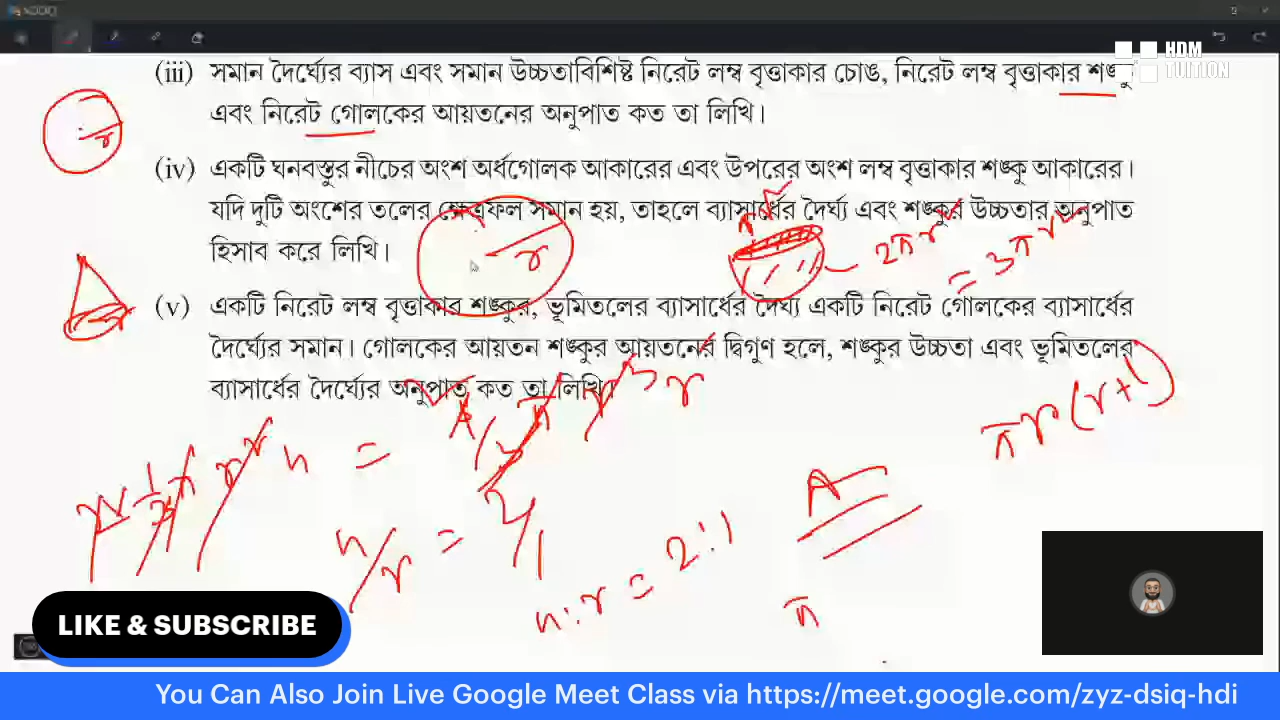 HDM
TUITION
(iii) সমান দৈর্ঘ্যের ব্যাস এবং সমান উচ্চতাবিশিষ্ট নিরেট লম্ব বৃত্তাকার চোঙ, নিরেট লম্ব বৃত্তাকার শঙ্কু
এবং নিরেট গোলকের আয়তনের অনুপাত কত তা লিখি।
r
(iv) একটি ঘনবস্তুর নীচের অংশ অর্ধগোলক আকারের এবং উপরের অংশ লম্ব বৃত্তাকার শঙ্কু আকারের।
যদি দুটি অংশের তলের ক্ষেত্রফল সমান হয়, তাহলে ব্যাসার্ধের দৈর্ঘ্য এবং শঙ্কুর উচ্চতার অনুপাত
হিসাব করে লিখি।
r
πr²
2πr²
= 3πr²
(v) একটি নিরেট লম্ব বৃত্তাকার শঙ্কুর, ভূমিতলের ব্যাসার্ধের দৈর্ঘ্য একটি নিরেট গোলকের ব্যাসার্ধের
দৈর্ঘ্যের সমান। গোলকের আয়তন শঙ্কুর আয়তনের দ্বিগুণ হলে, শঙ্কুর উচ্চতা এবং ভূমিতলের
ব্যাসার্ধের দৈর্ঘ্যের অনুপাত কত তা লিখি।
πr(r+l)
h/r = 2/1
h:r = 2:1
A
π
LIKE & SUBSCRIBE
You Can Also Join Live Google Meet Class via https://meet.google.com/zyz-dsiq-hdi